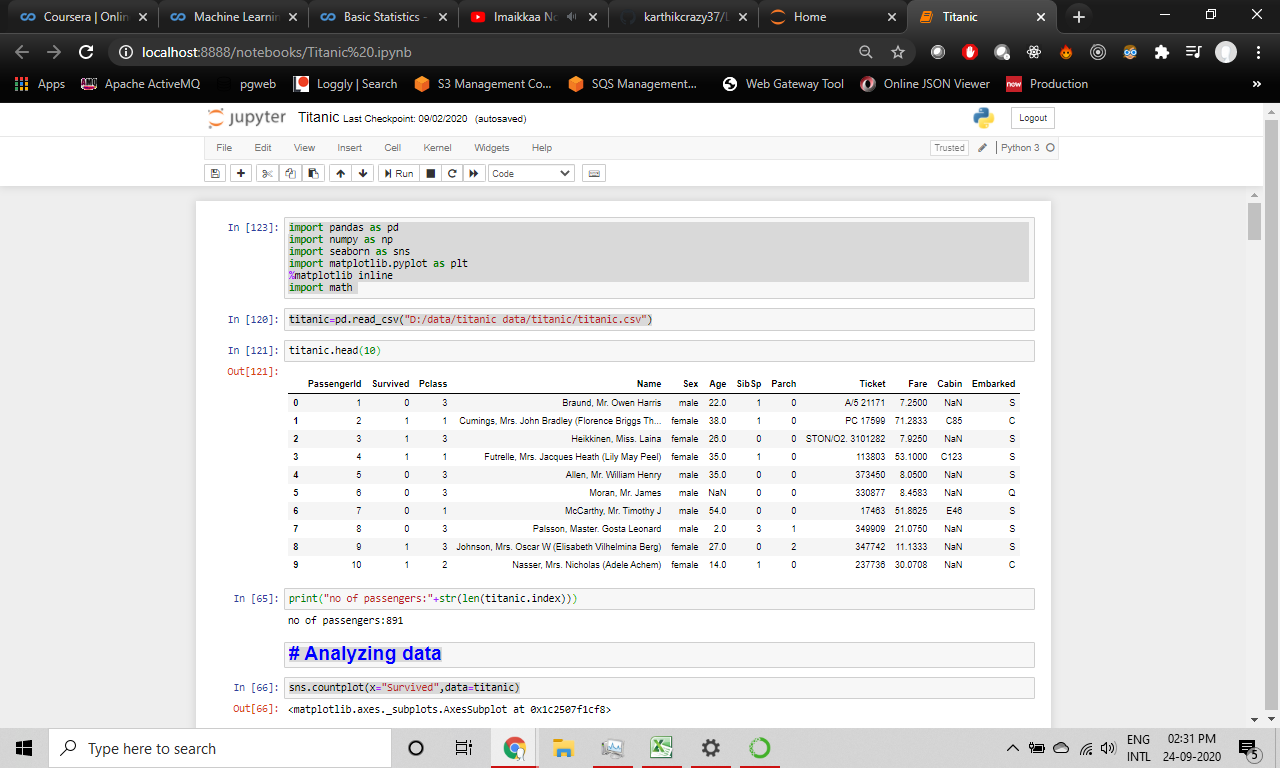 Coursera | Onlin
Machine Learnin
Basic Statistics -
Imaikkaa No
karthikcrazy37/L
Home
Titanic
localhost:8888/notebooks/Titanic%20.ipynb
Apps
Apache ActiveMQ
pgweb
Loggly | Search
S3 Management Co...
SQS Management...
Web Gateway Tool
Online JSON Viewer
now
Production
»
jupyter Titanic Last Checkpoint: 09/02/2020 (autosaved)
Logout
File Edit View Insert Cell Kernel Widgets Help
Trusted
Python 3
Run
Code
In [123]: import pandas as pd
import numpy as np
import seaborn as sns
import matplotlib.pyplot as plt
%matplotlib inline
import math
In [120]: titanic=pd.read_csv("D:/data/titanic data/titanic/titanic.csv")
In [121]: titanic.head(10)
Out[121]:
PassengerId Survived Pclass Name Sex Age SibSp Parch Ticket Fare Cabin Embarked
0 1 0 3 Braund, Mr. Owen Harris male 22.0 1 0 A/5 21171 7.2500 NaN S
1 2 1 1 Cumings, Mrs. John Bradley (Florence Briggs Th... female 38.0 1 0 PC 17599 71.2833 C85 C
2 3 1 3 Heikkinen, Miss. Laina female 26.0 0 0 STON/O2. 3101282 7.9250 NaN S
3 4 1 1 Futrelle, Mrs. Jacques Heath (Lily May Peel) female 35.0 1 0 113803 53.1000 C123 S
4 5 0 3 Allen, Mr. William Henry male 35.0 0 0 373450 8.0500 NaN S
5 6 0 3 Moran, Mr. James male NaN 0 0 330877 8.4583 NaN Q
6 7 0 1 McCarthy, Mr. Timothy J male 54.0 0 0 17463 51.8625 E46 S
7 8 0 3 Palsson, Master. Gosta Leonard male 2.0 3 1 349909 21.0750 NaN S
8 9 1 3 Johnson, Mrs. Oscar W (Elisabeth Vilhelmina Berg) female 27.0 0 2 347742 11.1333 NaN S
9 10 1 2 Nasser, Mrs. Nicholas (Adele Achem) female 14.0 1 0 237736 30.0708 NaN C
In [65]: print("no of passengers:"+str(len(titanic.index)))
no of passengers:891
# Analyzing data
In [66]: sns.countplot(x="Survived",data=titanic)
Out[66]: <matplotlib.axes._subplots.AxesSubplot at 0x1c2507f1cf8>
Type here to search
ENG
INTL
02:31 PM
24-09-2020
5